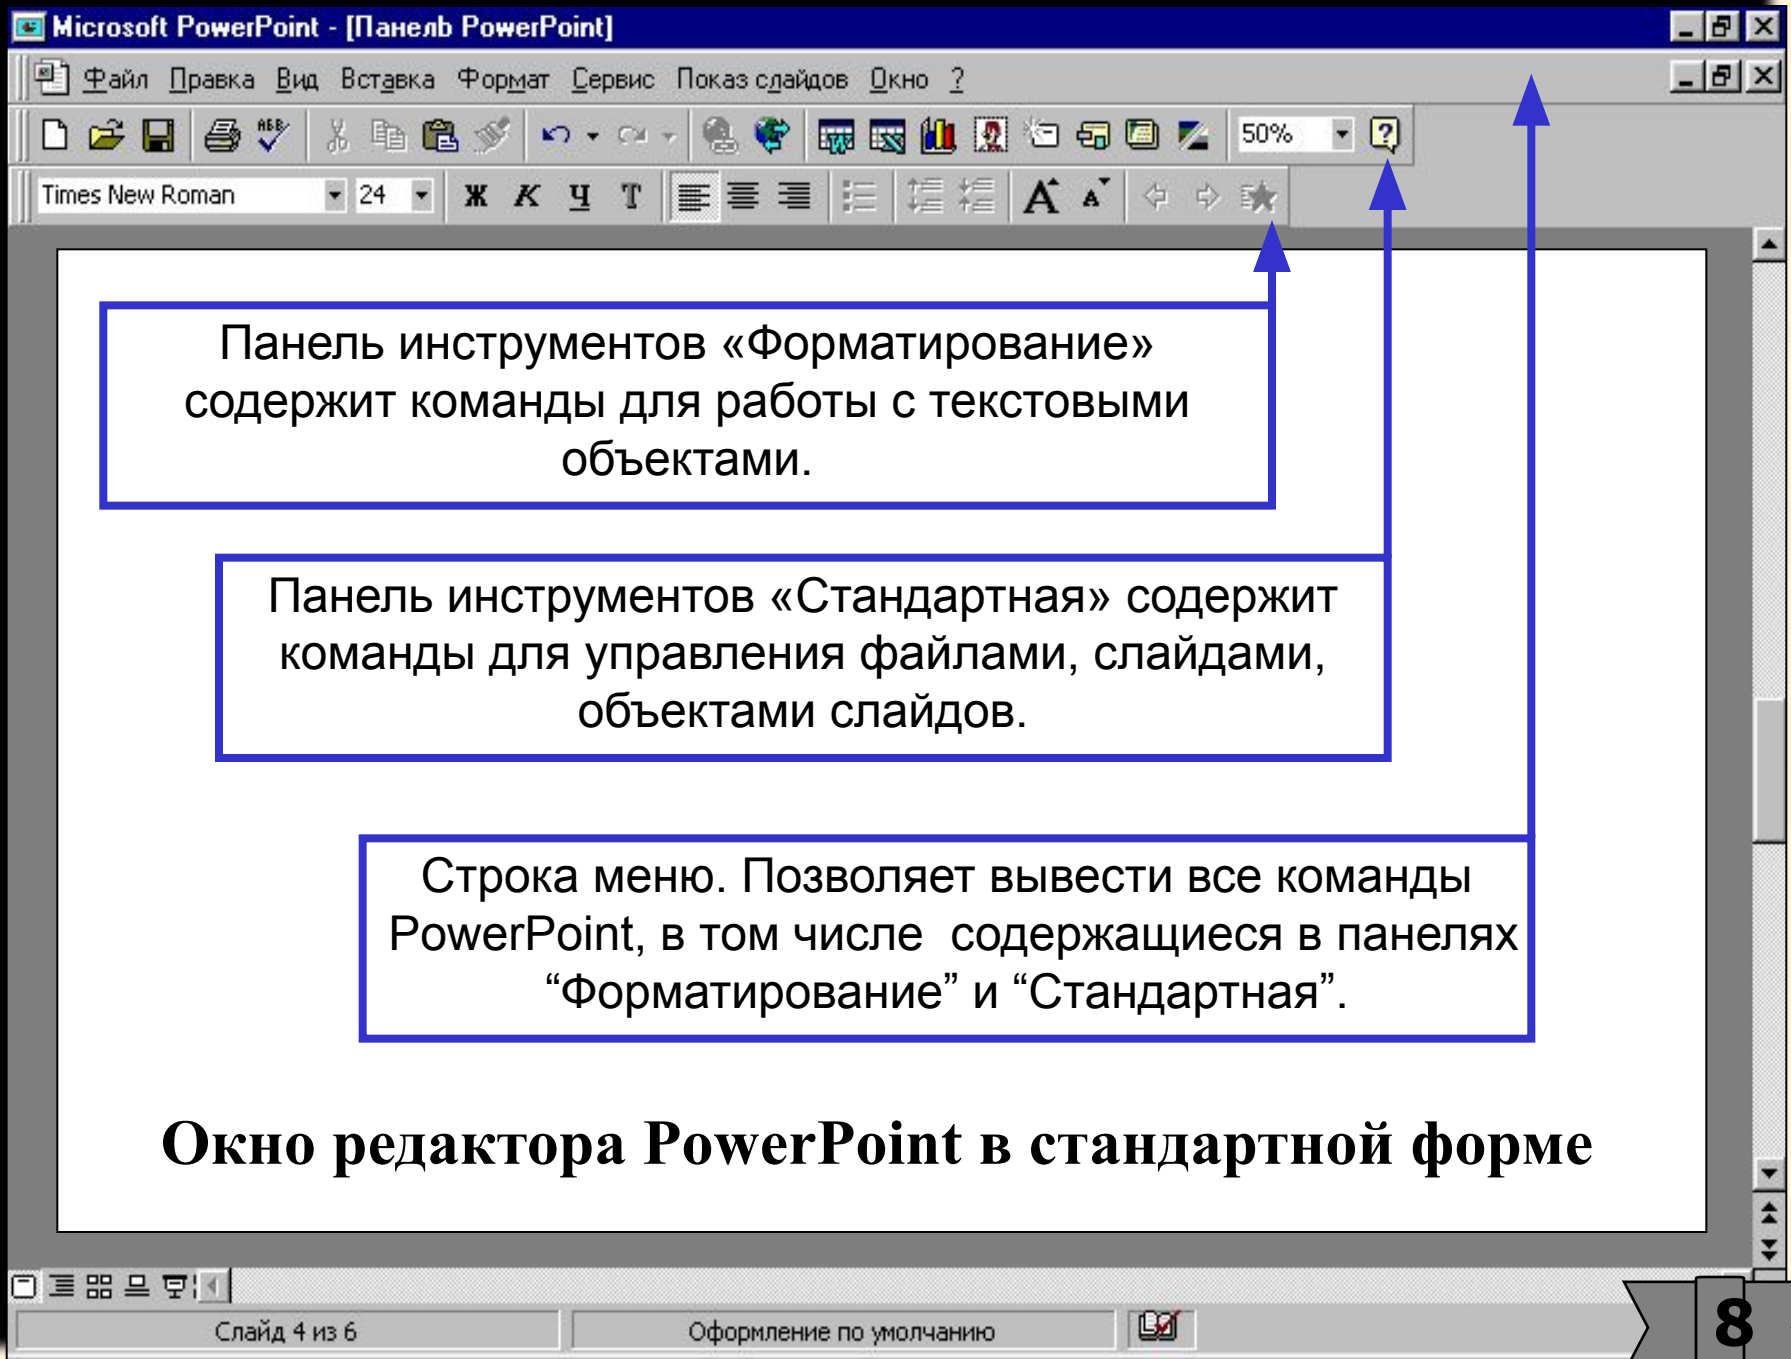 Microsoft PowerPoint - [Панель PowerPoint]
Файл Правка Вид Вставка Формат Сервис Показ слайдов Окно ?
50%
Times New Roman 24 Ж К Ч Т А А
Панель инструментов «Форматирование»
содержит команды для работы с текстовыми
объектами.
Панель инструментов «Стандартная» содержит
команды для управления файлами, слайдами,
объектами слайдов.
Строка меню. Позволяет вывести все команды
PowerPoint, в том числе содержащиеся в панелях
“Форматирование” и “Стандартная”.
Окно редактора PowerPoint в стандартной форме
Слайд 4 из 6 Оформление по умолчанию
8